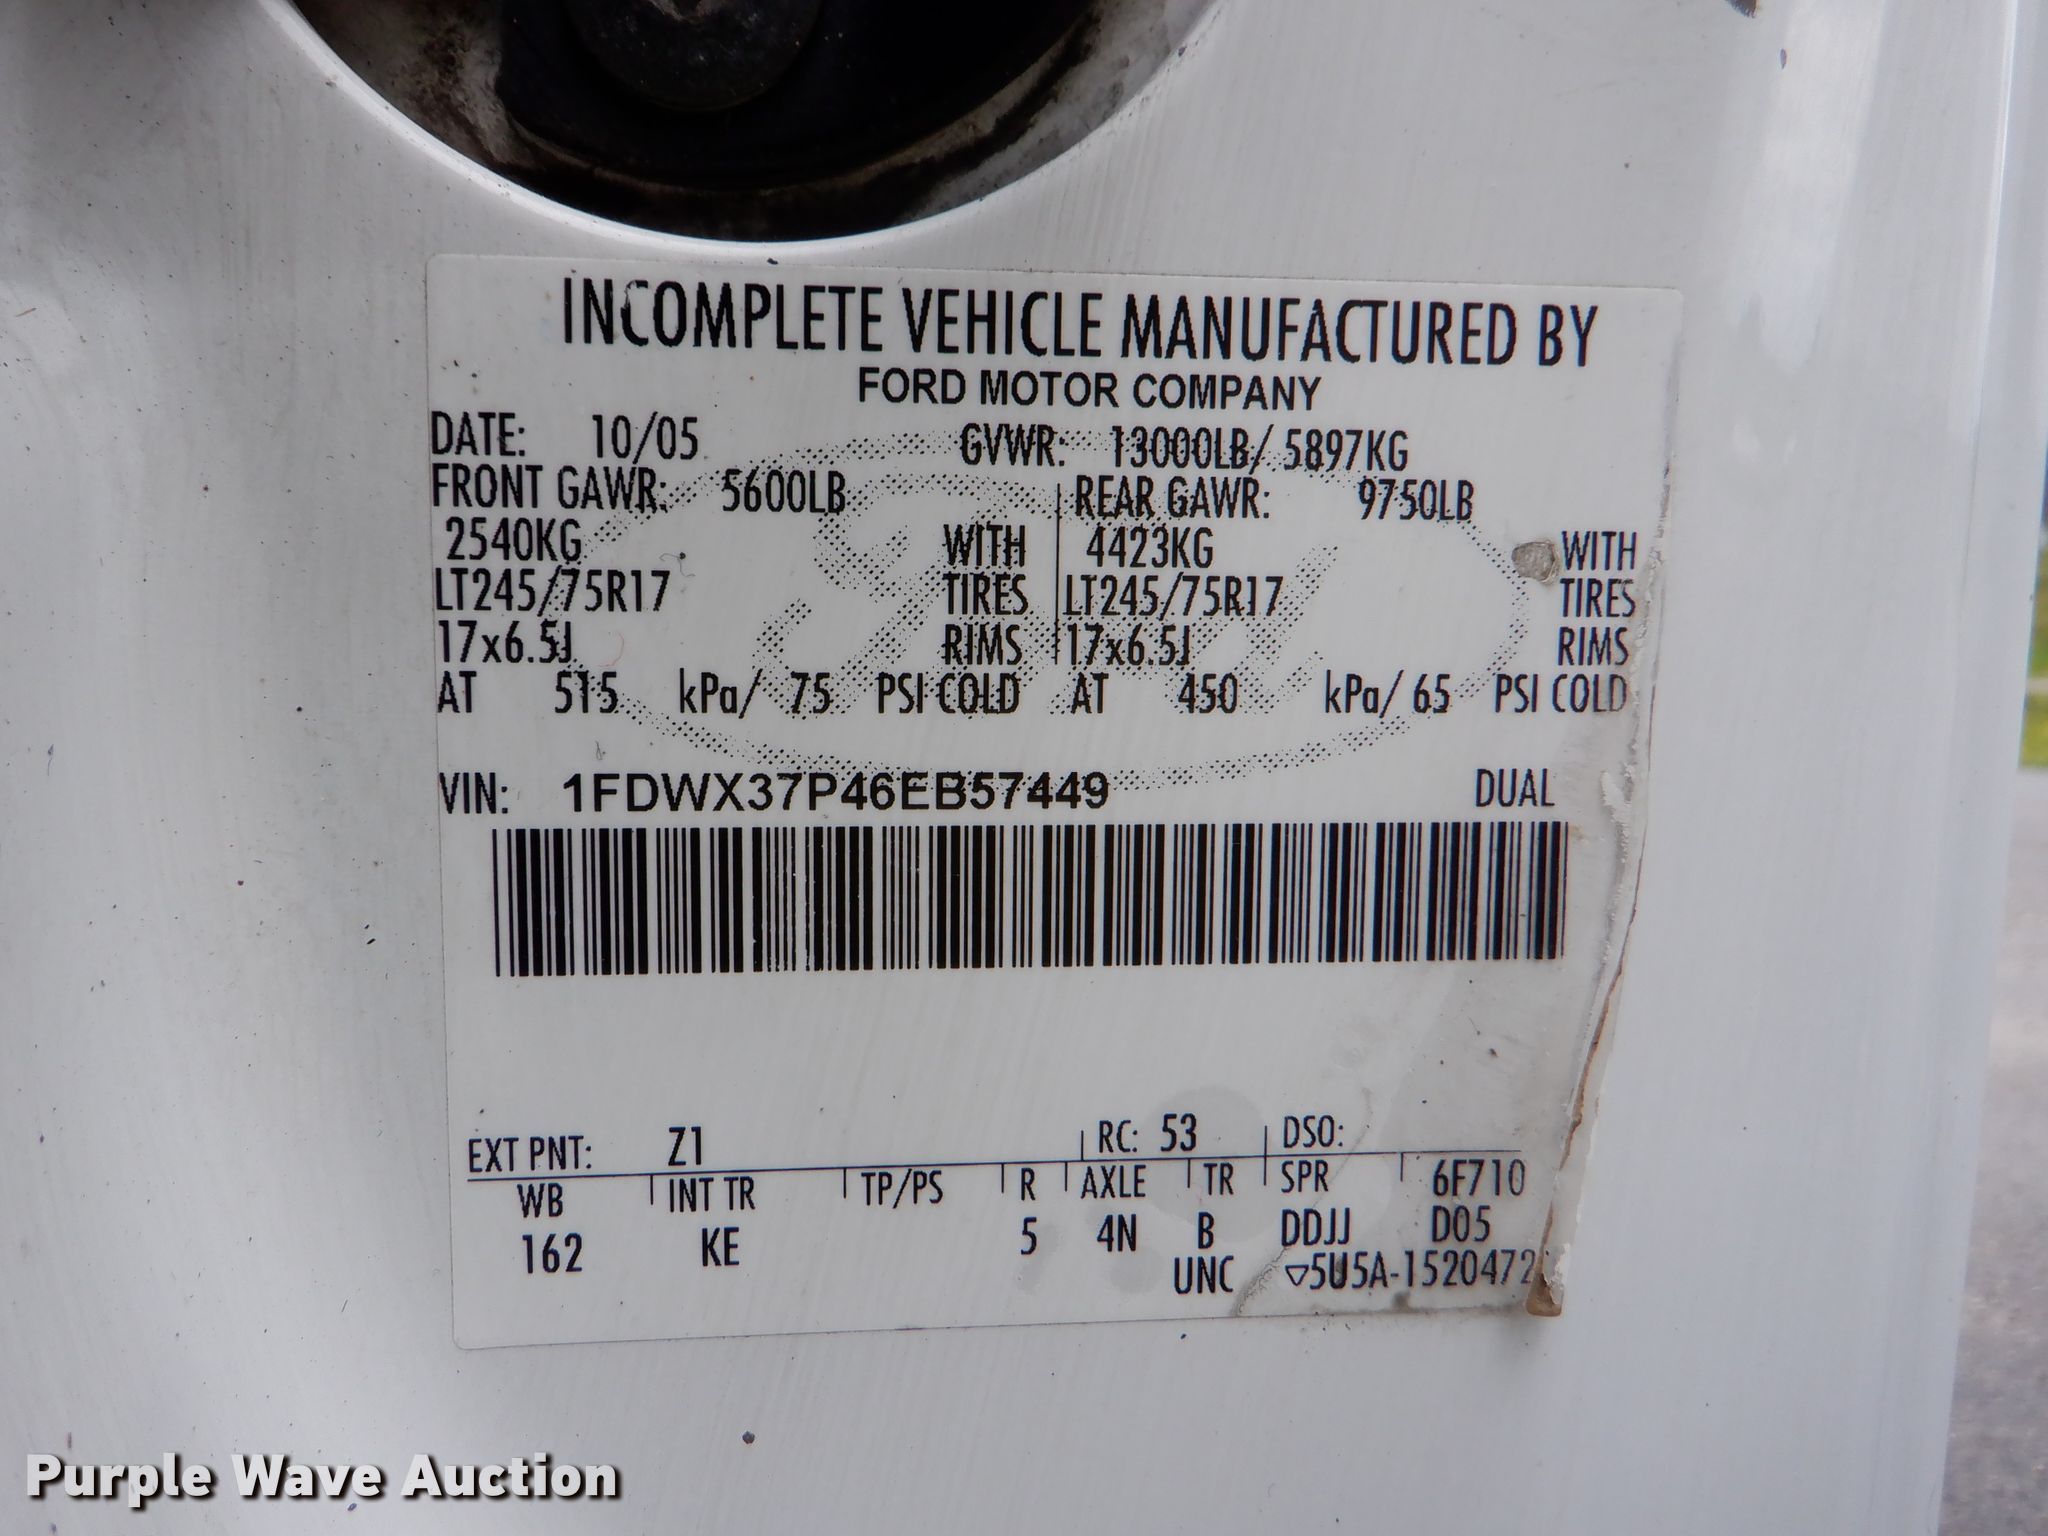 INCOMPLETE VEHICLE MANUFACTURED BY
FORD MOTOR COMPANY
DATE: 10/05 GVWR: 13000LB/ 5897KG
FRONT GAWR: 5600LB REAR GAWR: 9750LB
2540KG WITH 4423KG WITH
LT245/75R17 TIRES LT245/75R17 TIRES
17x6.5J RIMS 17x6.5J RIMS
AT 515 kPa/ 75 PSI COLD AT 450 kPa/ 65 PSI COLD
VIN: 1FDWX37P46EB57449 DUAL
EXT PNT: Z1 RC: 53 DSO:
WB INT TR TP/PS R AXLE TR SPR 6F710
162 KE 5 4N B DDJJ D05
UNC ▽5U5A-1520472
Purple Wave Auction